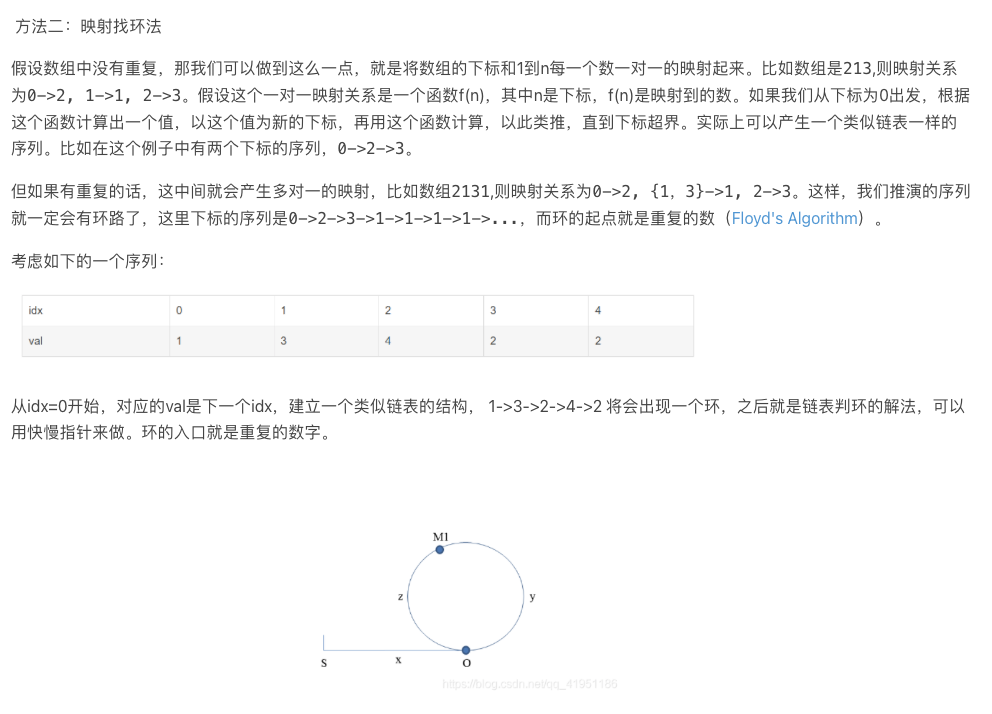 方法二：映射找环法
假设数组中没有重复，那我们可以做到这么一点，就是将数组的下标和1到n每一个数一对一的映射起来。比如数组是213,则映射关系
为0->2, 1->1, 2->3。假设这个一对一映射关系是一个函数f(n)，其中n是下标，f(n)是映射到的数。如果我们从下标为0出发，根据
这个函数计算出一个值，以这个值为新的下标，再用这个函数计算，以此类推，直到下标超界。实际上可以产生一个类似链表一样的
序列。比如在这个例子中有两个下标的序列，0->2->3。
但如果有重复的话，这中间就会产生多对一的映射，比如数组2131,则映射关系为0->2, {1, 3}->1, 2->3。这样，我们推演的序列
就一定会有环路了，这里下标的序列是0->2->3->1->1->1->1->...，而环的起点就是重复的数（Floyd's Algorithm）。
考虑如下的一个序列：
idx 0 1 2 3 4
val 1 3 4 2 2
从idx=0开始，对应的val是下一个idx，建立一个类似链表的结构， 1->3->2->4->2 将会出现一个环，之后就是链表判环的解法，可以
用快慢指针来做。环的入口就是重复的数字。
M1
z y
S x O
https://blog.csdn.net/qq_41951186